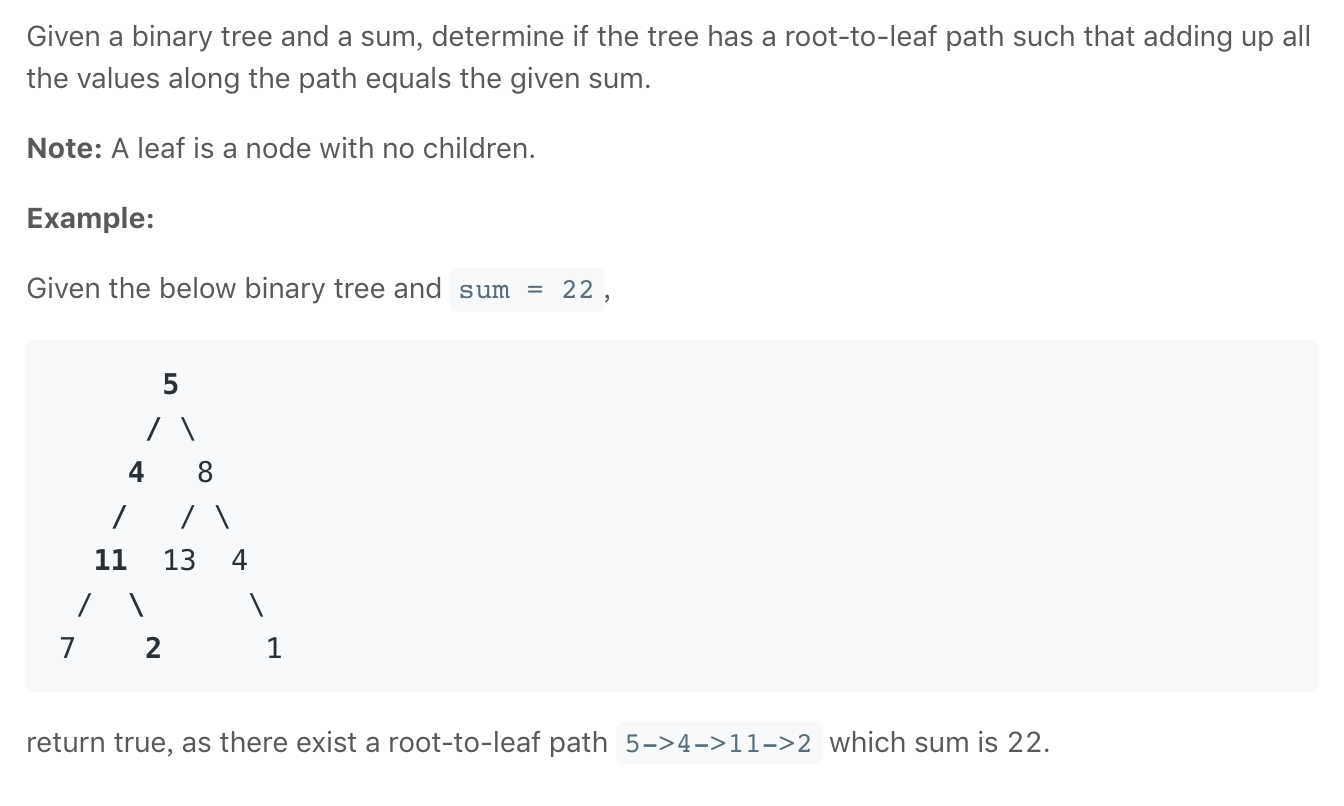 Given a binary tree and a sum, determine if the tree has a root-to-leaf path such that adding up all
the values along the path equals the given sum.
Note: A leaf is a node with no children.
Example:
Given the below binary tree and sum = 22,
5
/ \
4 8
/ / \
11 13 4
/ \ \
7 2 1
return true, as there exist a root-to-leaf path 5->4->11->2 which sum is 22.